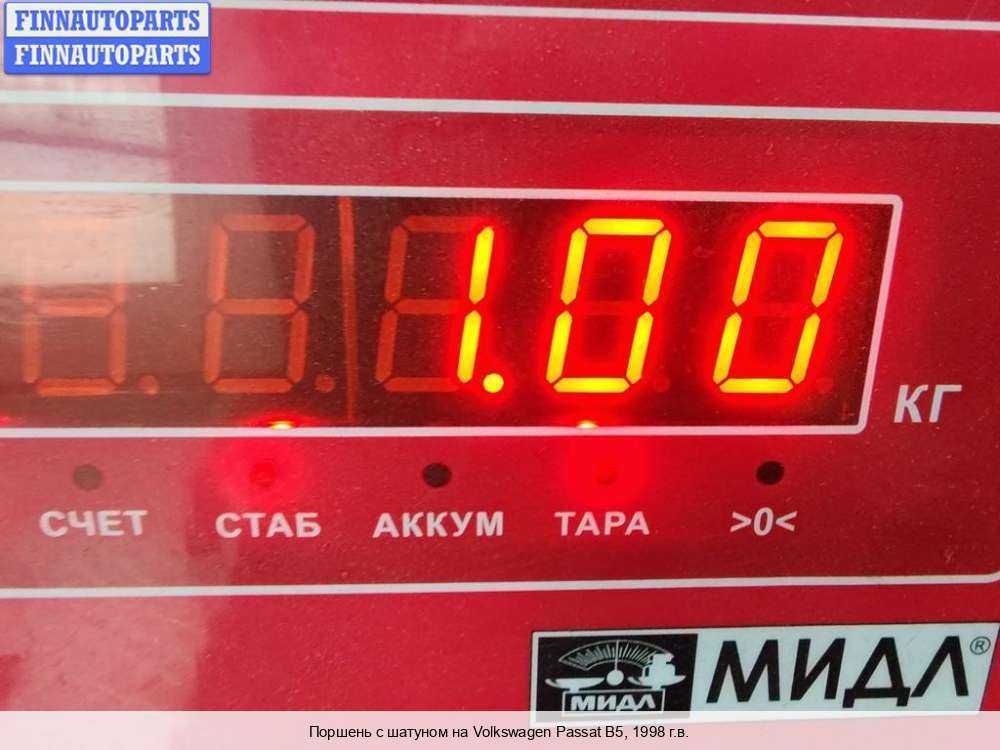 FINNAUTOPARTS
FINNAUTOPARTS
1.00
КГ
СЧЕТ СТАБ АККУМ ТАРА >0<
МИДЛ МИДЛ®
Поршень с шатуном на Volkswagen Passat B5, 1998 г.в.